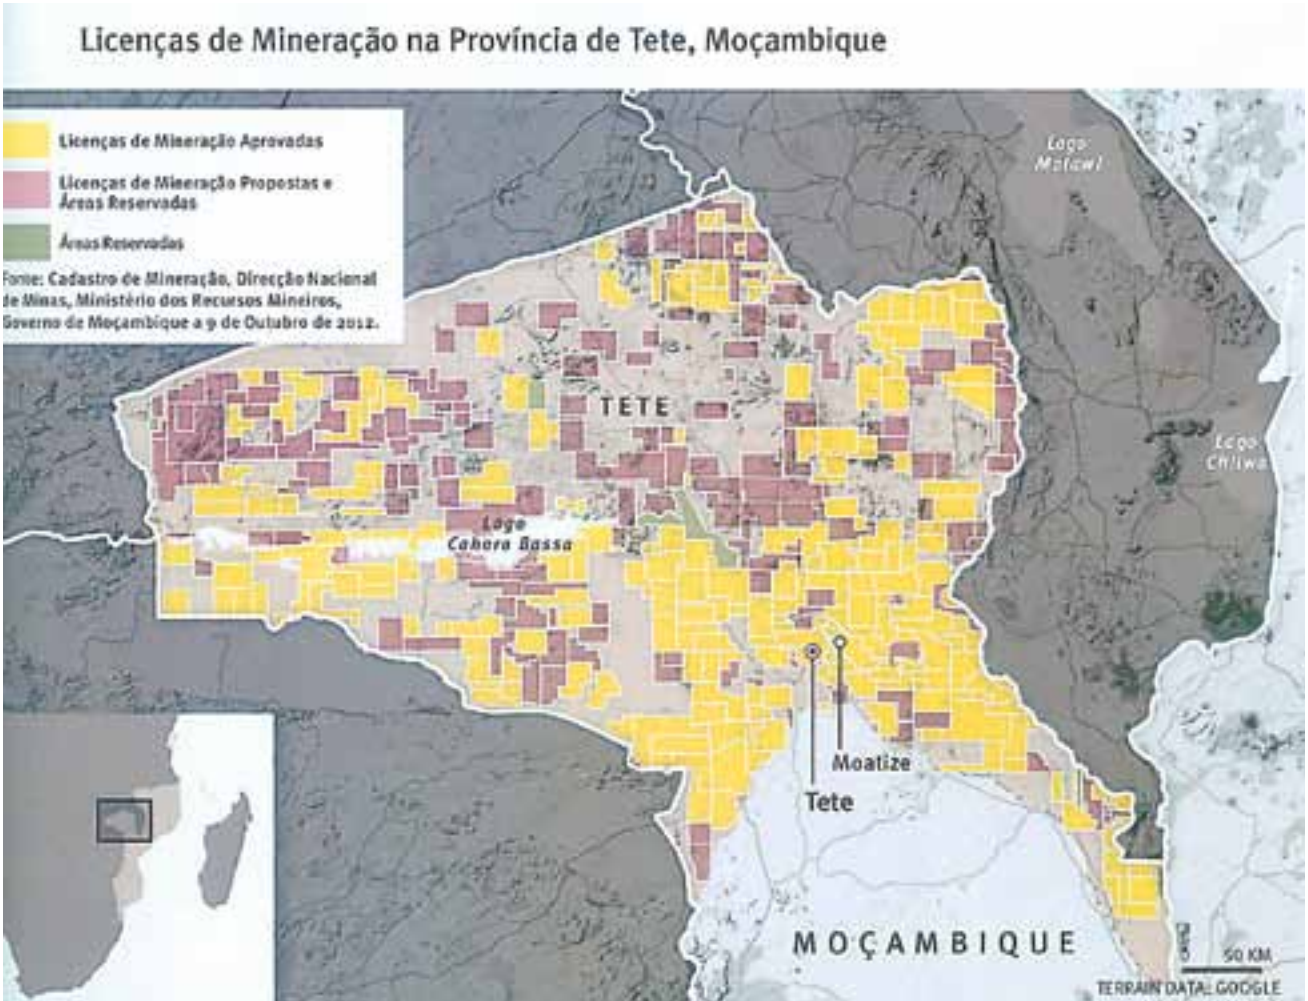 Licenças de Mineração na Província de Tete, Moçambique
Licenças de Mineração Aprovadas
Licenças de Mineração Propostas e
Áreas Reservadas
Áreas Reservadas
Fonte: Cadastro de Mineração, Direcção Nacional
de Minas, Ministério dos Recursos Mineiros,
Governo de Moçambique a 9 de Outubro de 2012.
Lago
Malawi
TETE
Lago
Chilwa
Lago
Cahora Bassa
Moatize
Tete
MOÇAMBIQUE
50 KM
TERRAIN DATA: GOOGLE